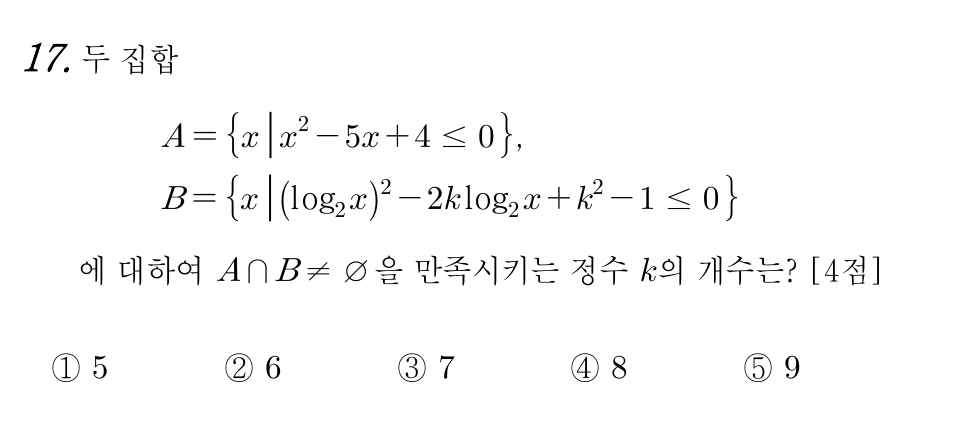 17. 두 집합
A = {x | x² − 5x + 4 ≤ 0},
B = {x | (log₂x)² − 2klog₂x + k² − 1 ≤ 0}
에 대하여 A ∩ B ≠ ∅ 을 만족시키는 정수 k의 개수는? [4점]
① 5 ② 6 ③ 7 ④ 8 ⑤ 9